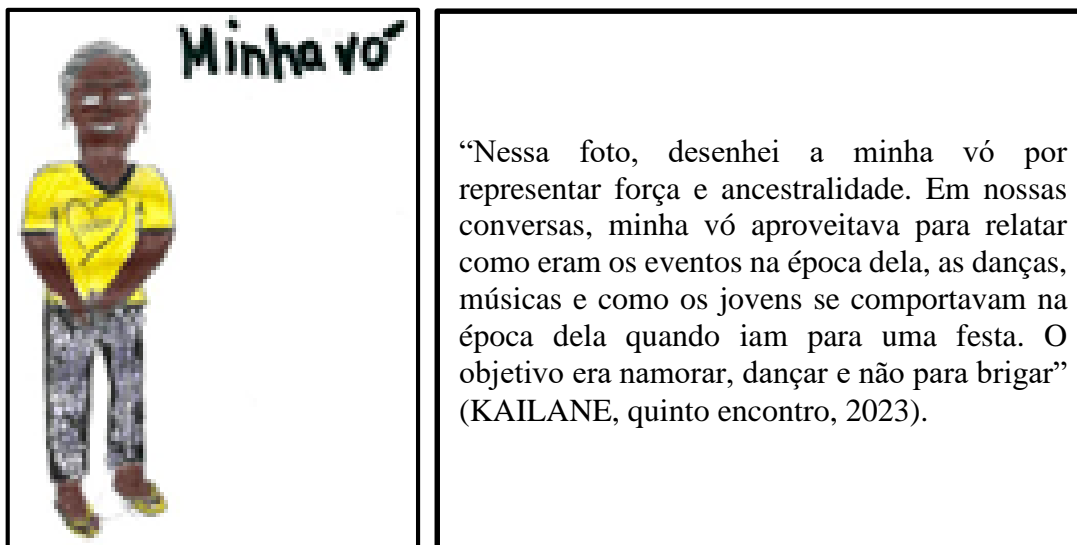 Minha vó
“Nessa foto, desenhei a minha vó por
representar força e ancestralidade. Em nossas
conversas, minha vó aproveitava para relatar
como eram os eventos na época dela, as danças,
músicas e como os jovens se comportavam na
época dela quando iam para uma festa. O
objetivo era namorar, dançar e não para brigar”
(KAILANE, quinto encontro, 2023).